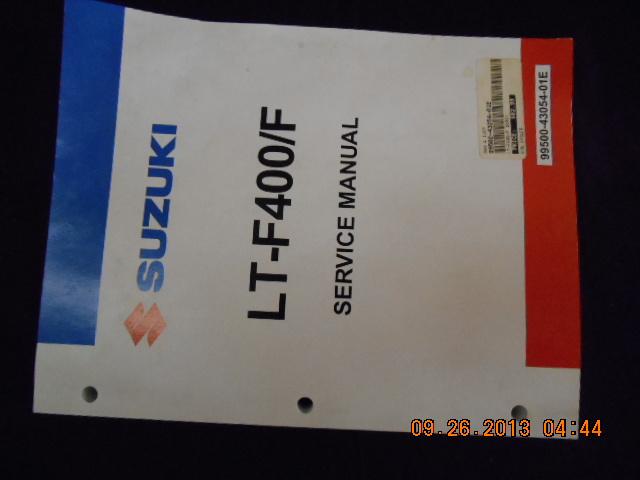 SUZUKI
LT-F400/F
SERVICE MANUAL
99500-43054-01E
09.26.2013 04:44